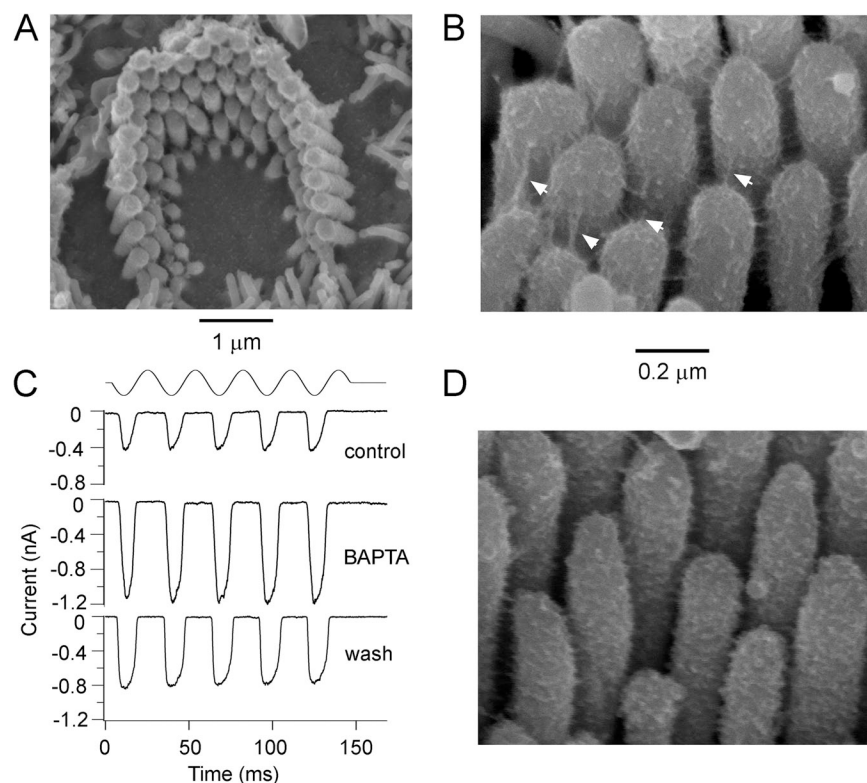 A
B
1 μm
0.2 μm
C
0
-0.4
-0.8
control
0
-0.4
-0.8
-1.2
BAPTA
0
-0.4
-0.8
-1.2
wash
Current (nA)
0
50
100
150
Time (ms)
D